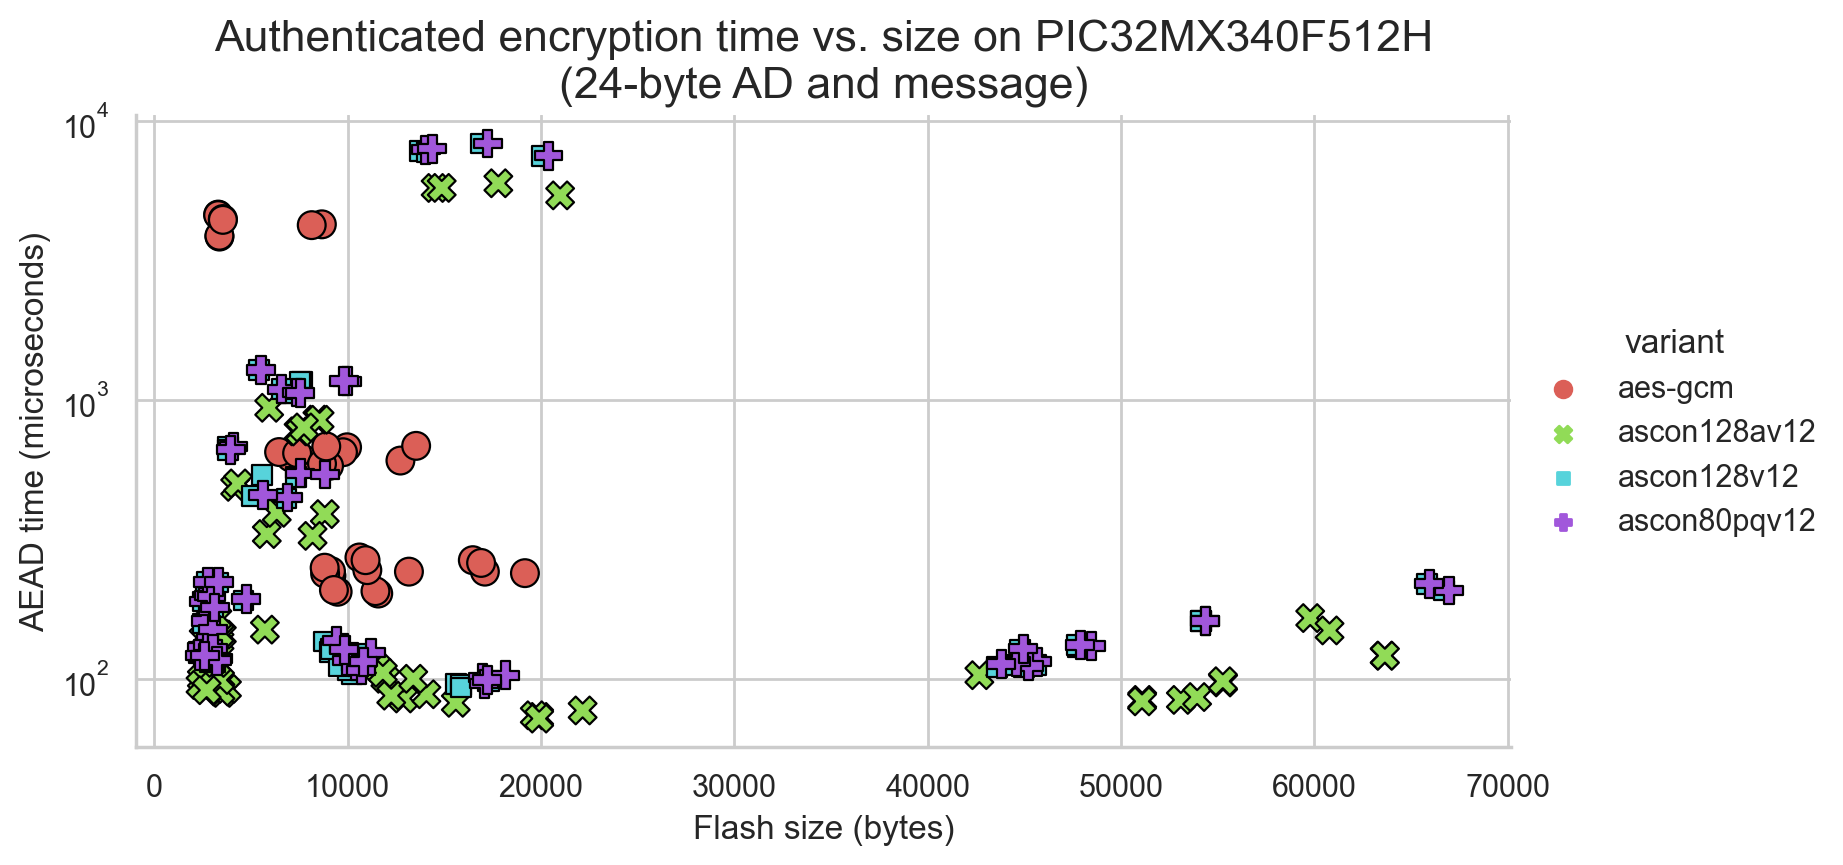 Authenticated encryption time vs. size on PIC32MX340F512H
(24-byte AD and message)
10^4
10^3
10^2
AEAD time (microseconds)
0 10000 20000 30000 40000 50000 60000 70000
Flash size (bytes)
variant
aes-gcm
ascon128av12
ascon128v12
ascon80pqv12